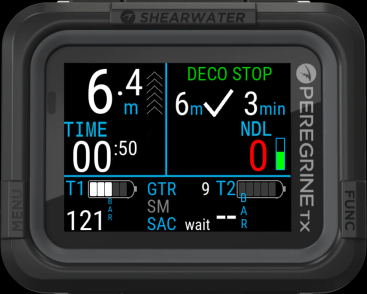 SHEARWATER
6.4 m
DECO STOP
6m 3min
TIME
00:50
NDL
0
T1
121 BAR
GTR 9
SM
SAC wait
T2
-- BAR
MENU
FUNC
PEREGRINE TX